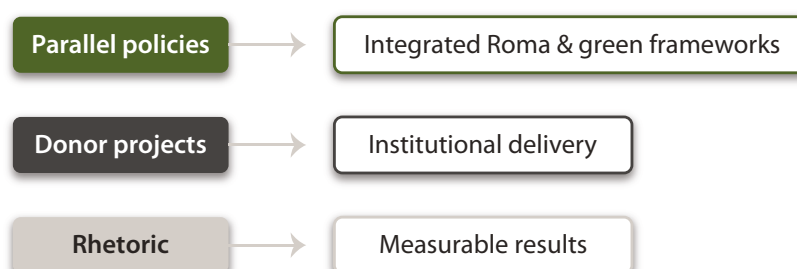 Parallel policies
Integrated Roma & green frameworks
Donor projects
Institutional delivery
Rhetoric
Measurable results